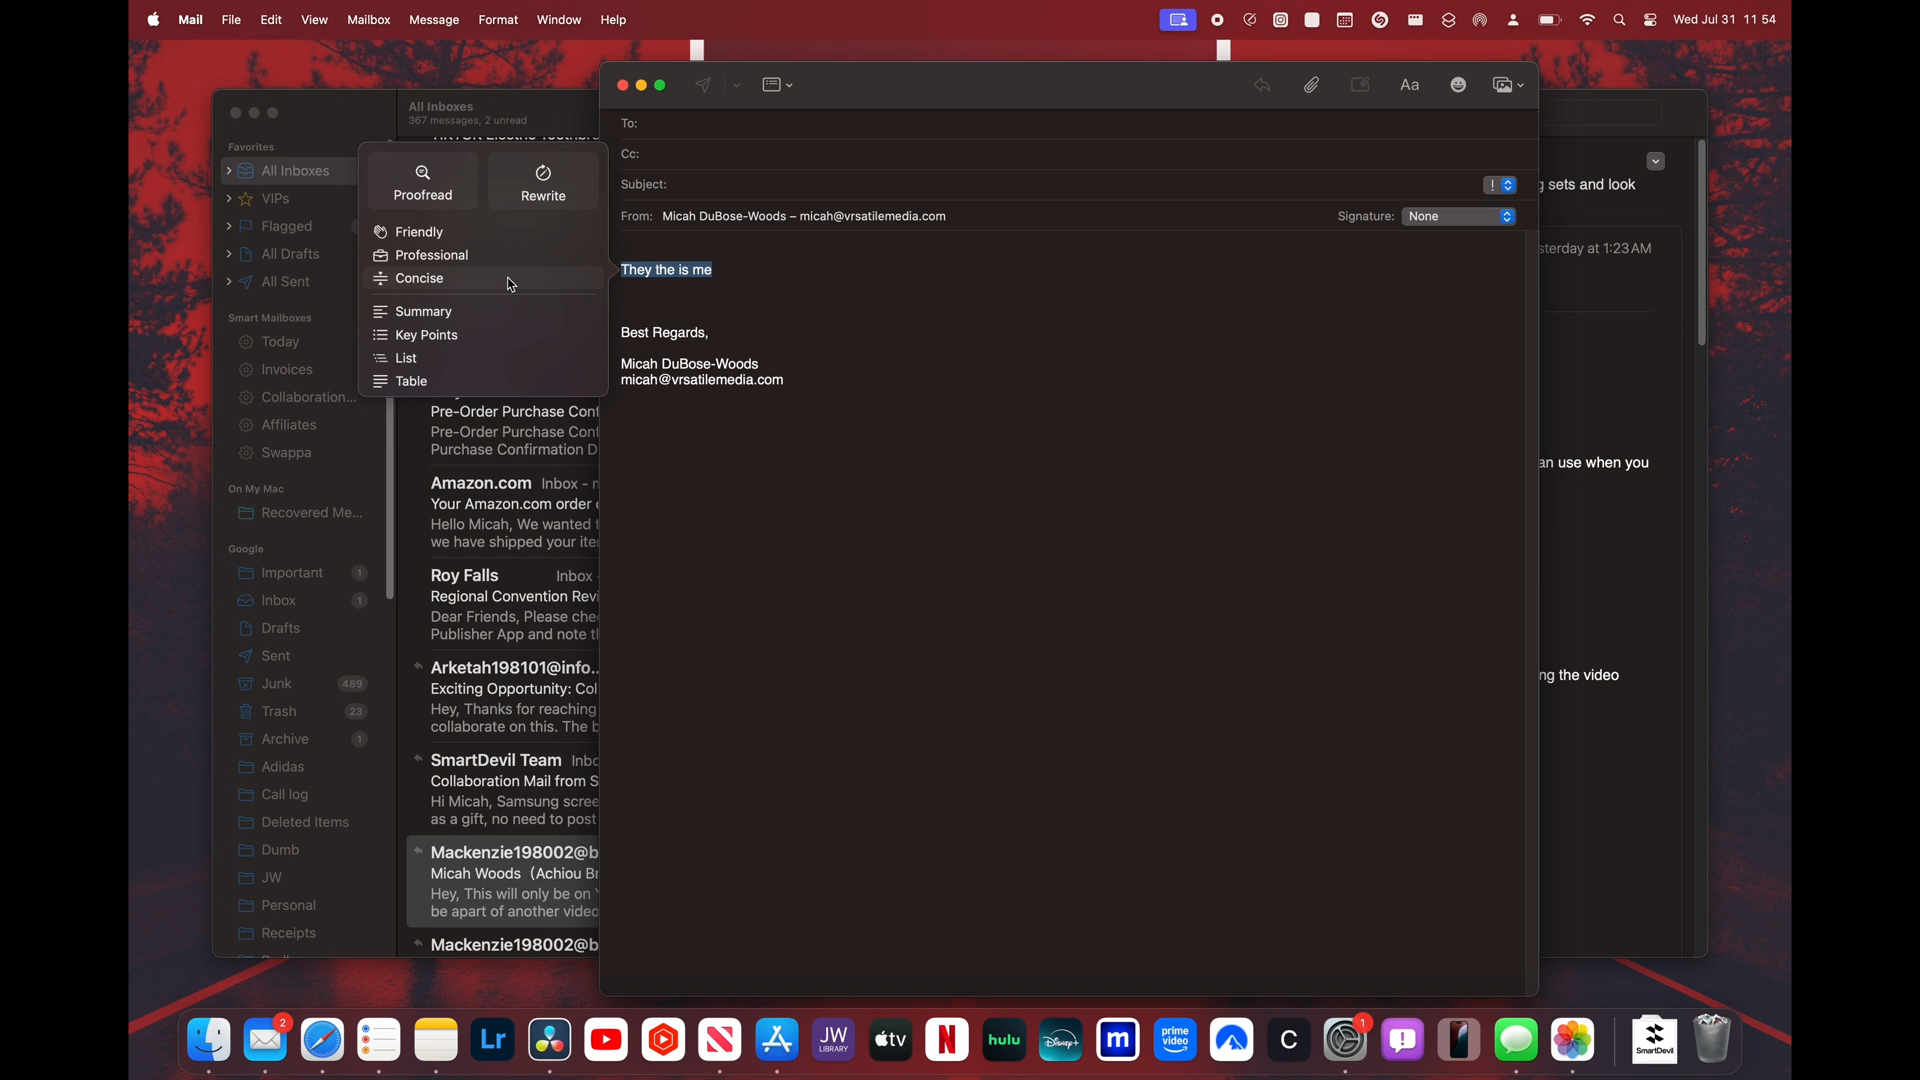 Mail File Edit View Mailbox Message Format Window Help
Wed Jul 31 11 54
All Inboxes
367 messages, 2 unread
Favorites
All Inboxes
VIPs
Flagged
All Drafts
All Sent
Smart Mailboxes
Today
Invoices
Collaboration...
Affiliates
Swappa
On My Mac
Recovered Me...
Google
Important 1
Inbox 1
Drafts
Sent
Junk 489
Trash 23
Archive 1
Adidas
Call log
Deleted Items
Dumb
JW
Personal
Receipts
Proofread
Rewrite
Friendly
Professional
Concise
Summary
Key Points
List
Table
Pre-Order Purchase Conf
Pre-Order Purchase Conf
Purchase Confirmation D
Amazon.com Inbox -
Your Amazon.com order
Hello Micah, We wanted
we have shipped your ite
Roy Falls Inbox
Regional Convention Revi
Dear Friends, Please che
Publisher App and note
Arketah198101@info..
Exciting Opportunity: Col
Hey, Thanks for reaching
collaborate on this. The
SmartDevil Team Inbo
Collaboration Mail from S
Hi Micah, Samsung scree
as a gift, no need to post
Mackenzie198002@b
Micah Woods (Achiou Br
Hey, This will only be on
be apart of another video
Mackenzie198002@b
Aa
To:
Cc:
Subject:
!
From: Micah DuBose-Woods – micah@vrsatilemedia.com
Signature: None
They the is me
Best Regards,
Micah DuBose-Woods
micah@vrsatilemedia.com
g sets and look
sterday at 1:23 AM
an use when you
ng the video
2
Lr
JW
LIBRARY
tv
N
hulu
Disney+
m
prime
video
C
1
SmartDevil